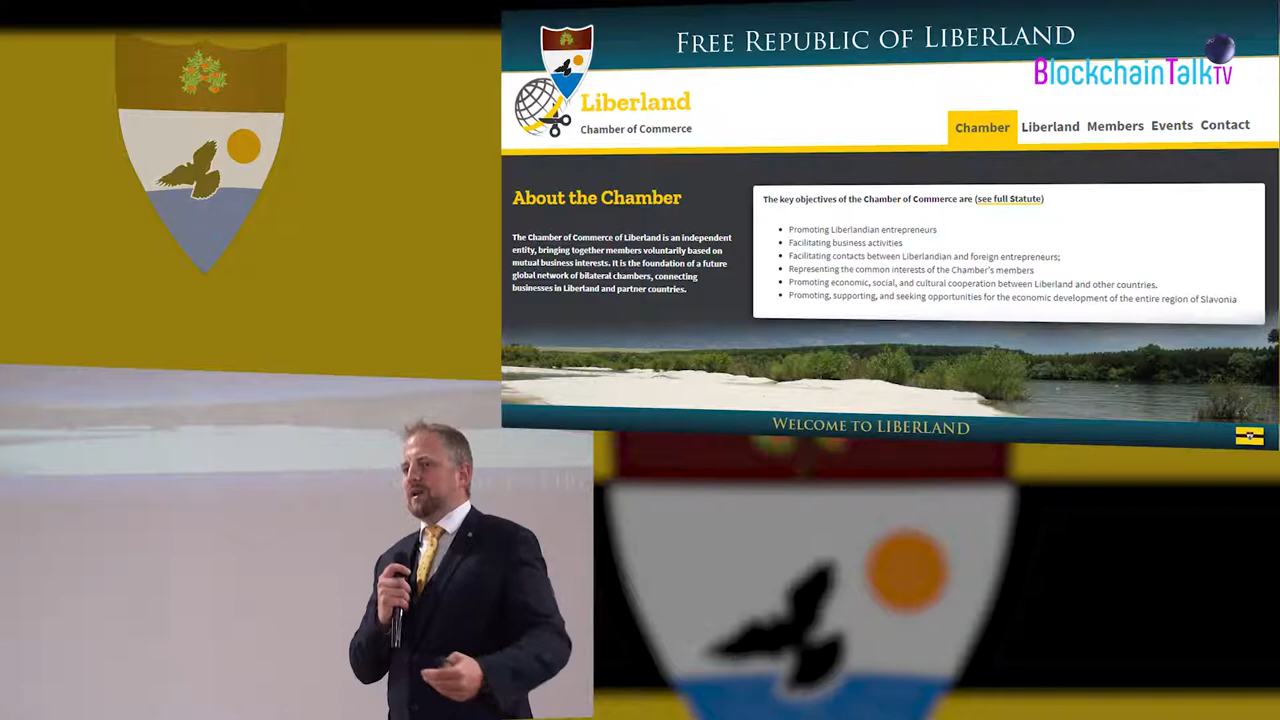 FREE REPUBLIC OF LIBERLAND
BLOCKCHAINTALKTV
Liberland
Chamber of Commerce
Chamber Liberland Members Events Contact
About the Chamber
The Chamber of Commerce of Liberland is an independent
entity, bringing together members voluntarily based on
mutual business interests. It is the foundation of a future
global network of bilateral chambers, connecting
businesses in Liberland and partner countries.
The key objectives of the Chamber of Commerce are (see full Statute)
Promoting Liberlandian entrepreneurs
Facilitating business activities
Facilitating contacts between Liberlandian and foreign entrepreneurs;
Representing the common interests of the Chamber's members
Promoting economic, social, and cultural cooperation between Liberland and other countries.
Promoting, supporting, and seeking opportunities for the economic development of the entire region of Slavonia
WELCOME TO LIBERLAND